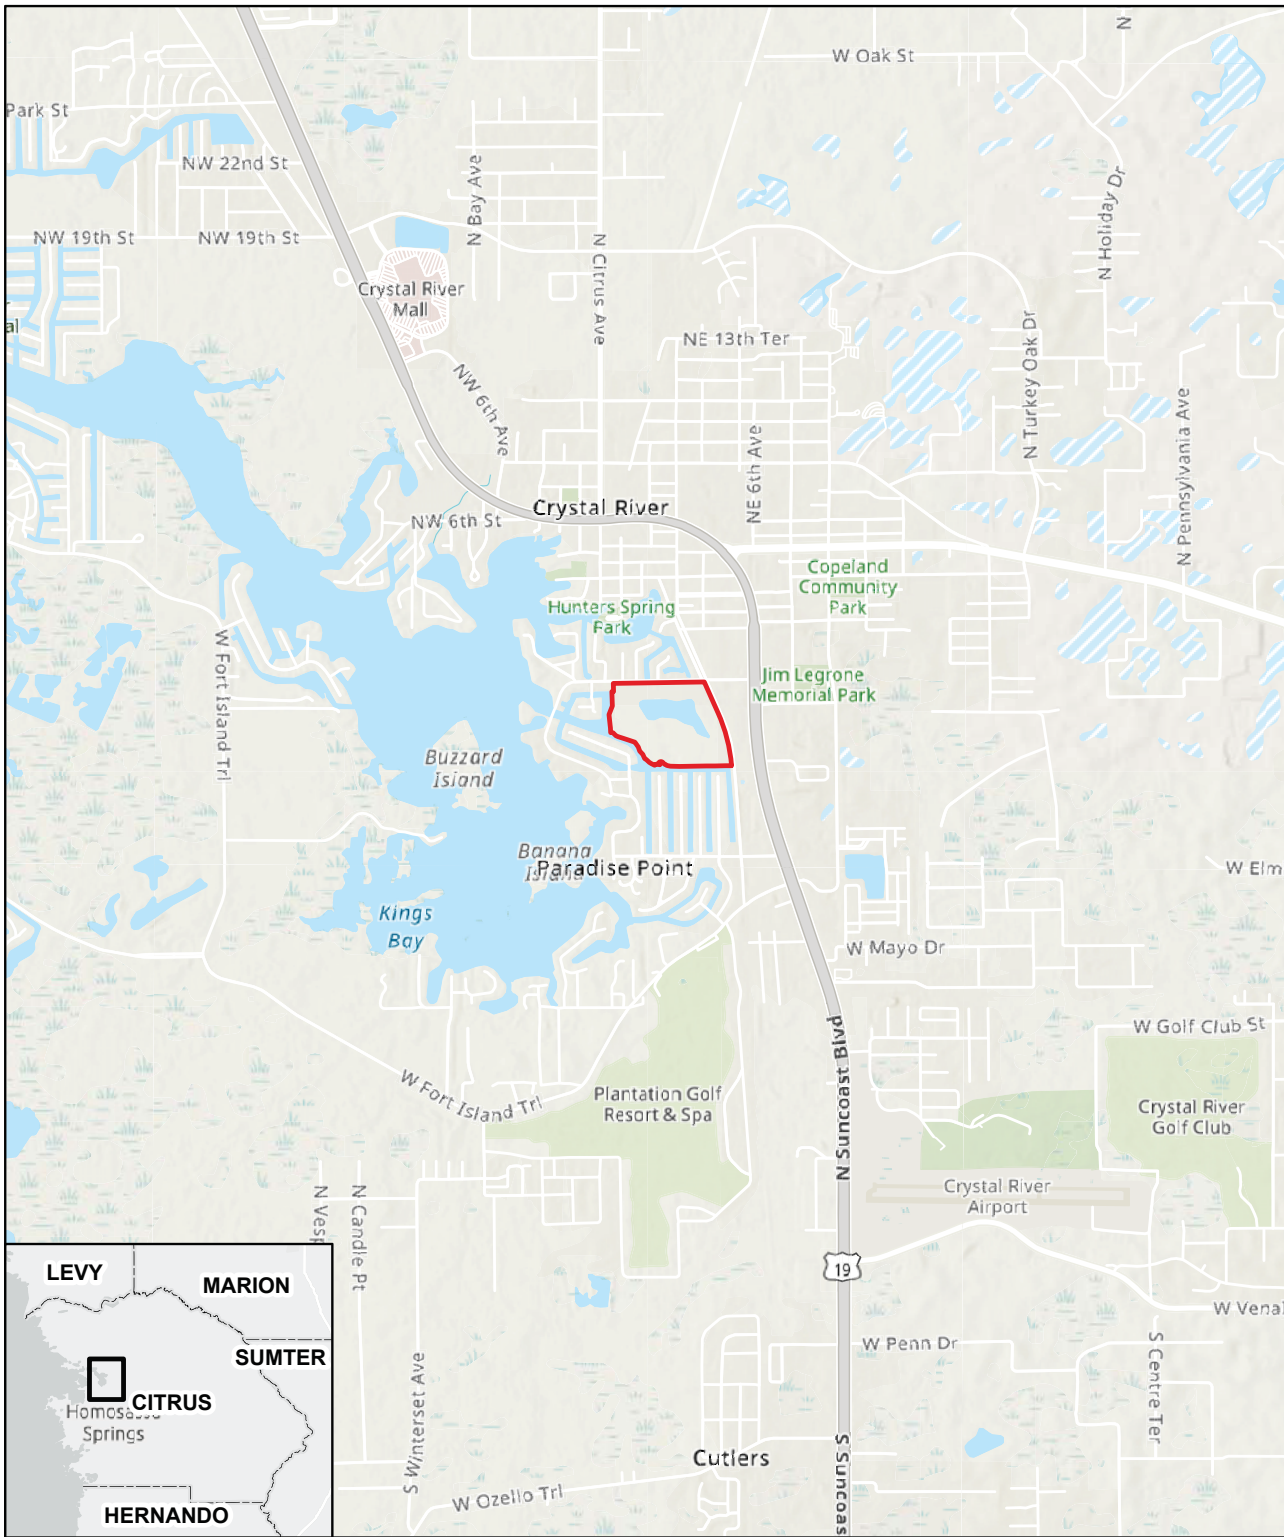 N
W Oak St
Park St
NW 22nd St
N Bay Ave
N Holiday Dr
NW 19th St
NW 19th St
N Citrus Ave
Crystal River
Mall
al
NE 13th Ter
N Turkey Oak Dr
NW 6th Ave
N Pennsylvania Ave
NE 6th Ave
Crystal River
NW 6th St
Copeland
Community
Park
Hunters Spring
Park
W Fort Island Trl
Jim Legrone
Memorial Park
Buzzard
Island
Banana
Island
Paradise Point
W Elm
Kings
Bay
W Mayo Dr
N Suncoast Blvd
W Golf Club St
W Fort Island Trl
Plantation Golf
Resort & Spa
Crystal River
Golf Club
Crystal River
Airport
N Vesp
N Candle Pt
19
W Venal
LEVY
MARION
SUMTER
CITRUS
Homosassa
Springs
HERNANDO
W Penn Dr
S Centre Ter
S Winterset Ave
Cutlers
S Suncoas
W Ozello Trl